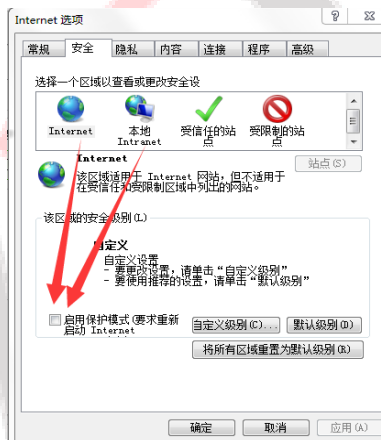 Internet 选项
常规 安全 隐私 内容 连接 程序 高级
选择一个区域以查看或更改安全设
Internet 本地 Intranet 受信任的站点 受限制的站点
Internet
站点(S)
该区域适用于 Internet 网站，但不适用于
在受信任和受限制区域中列出的网站。
该区域的安全级别(L)
自定义
自定义设置
- 要更改设置，请单击“自定义级别”
- 要使用推荐的设置，请单击“默认级别”
启用保护模式(要求重新
启动 Internet
自定义级别(C)... 默认级别(D)
将所有区域重置为默认级别(R)
确定 取消 应用(A)